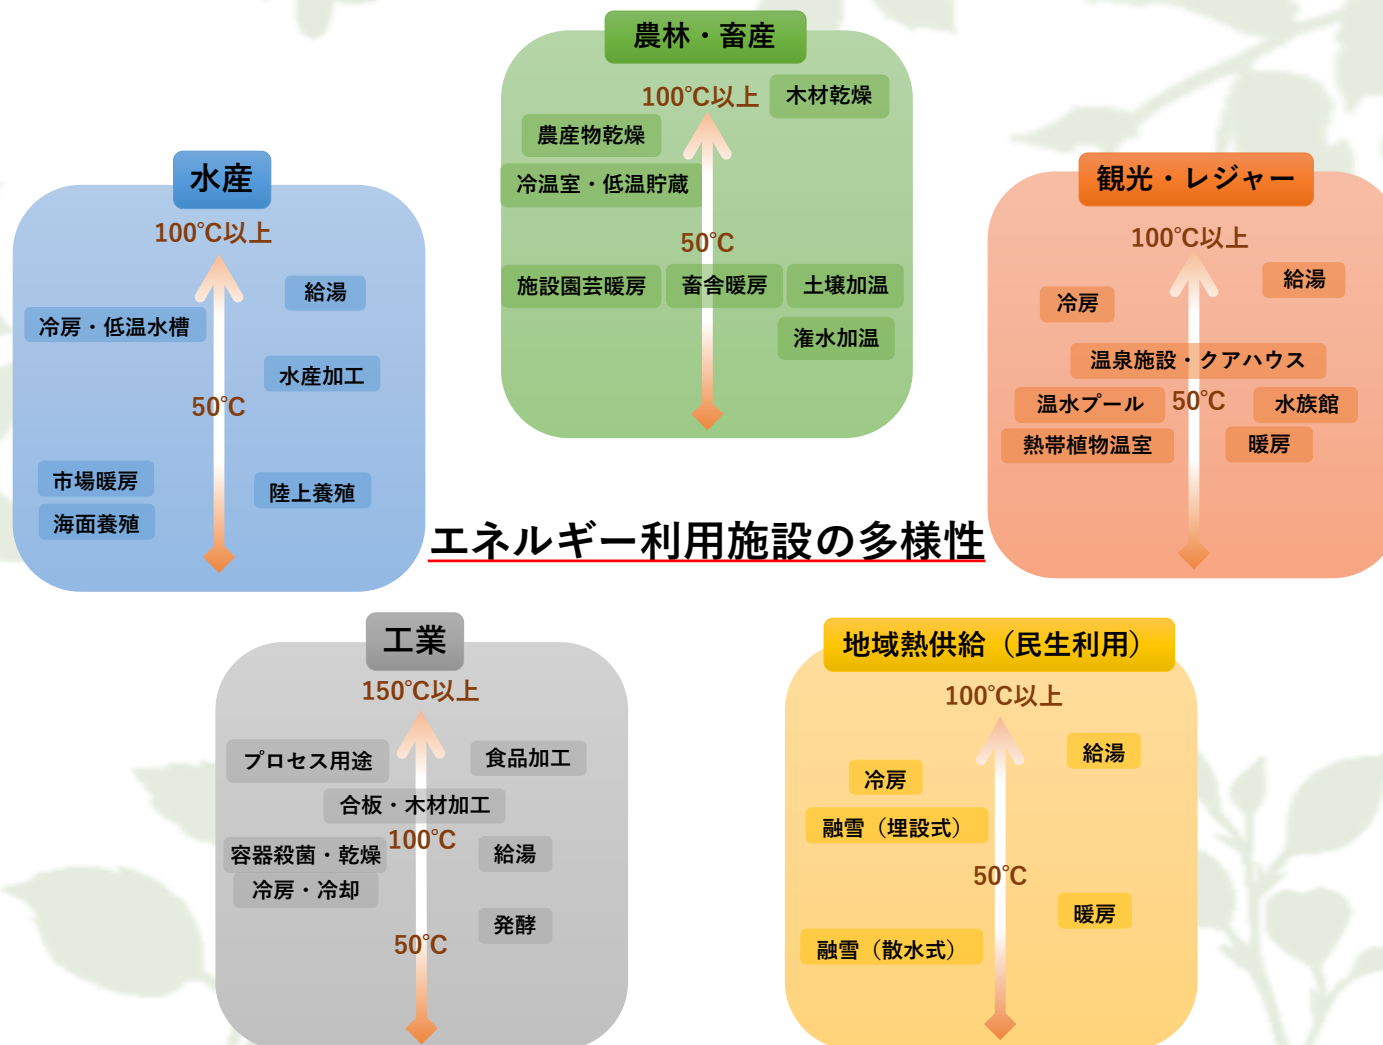 農林・畜産
100℃以上
木材乾燥
農産物乾燥
冷温室・低温貯蔵
50℃
施設園芸暖房
畜舎暖房
土壌加温
潅水加温
水産
100℃以上
給湯
冷房・低温水槽
水産加工
50℃
市場暖房
陸上養殖
海面養殖
観光・レジャー
100℃以上
給湯
冷房
温泉施設・クアハウス
温水プール
50℃
水族館
熱帯植物温室
暖房
エネルギー利用施設の多様性
工業
150℃以上
プロセス用途
食品加工
合板・木材加工
100℃
容器殺菌・乾燥
給湯
冷房・冷却
発酵
50℃
地域熱供給（民生利用）
100℃以上
給湯
冷房
融雪（埋設式）
50℃
暖房
融雪（散水式）